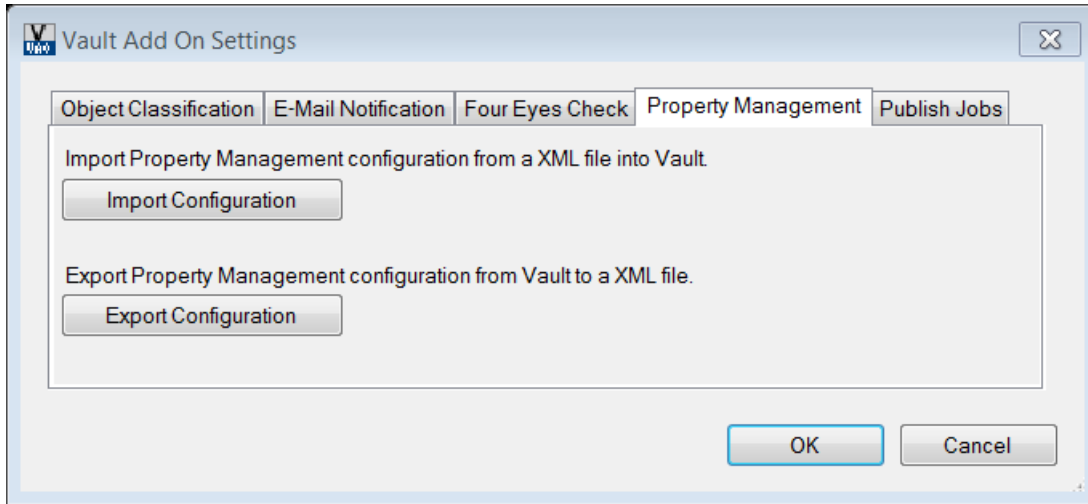 Vault Add On Settings
Object Classification E-Mail Notification Four Eyes Check Property Management Publish Jobs
Import Property Management configuration from a XML file into Vault.
Import Configuration
Export Property Management configuration from Vault to a XML file.
Export Configuration
OK Cancel